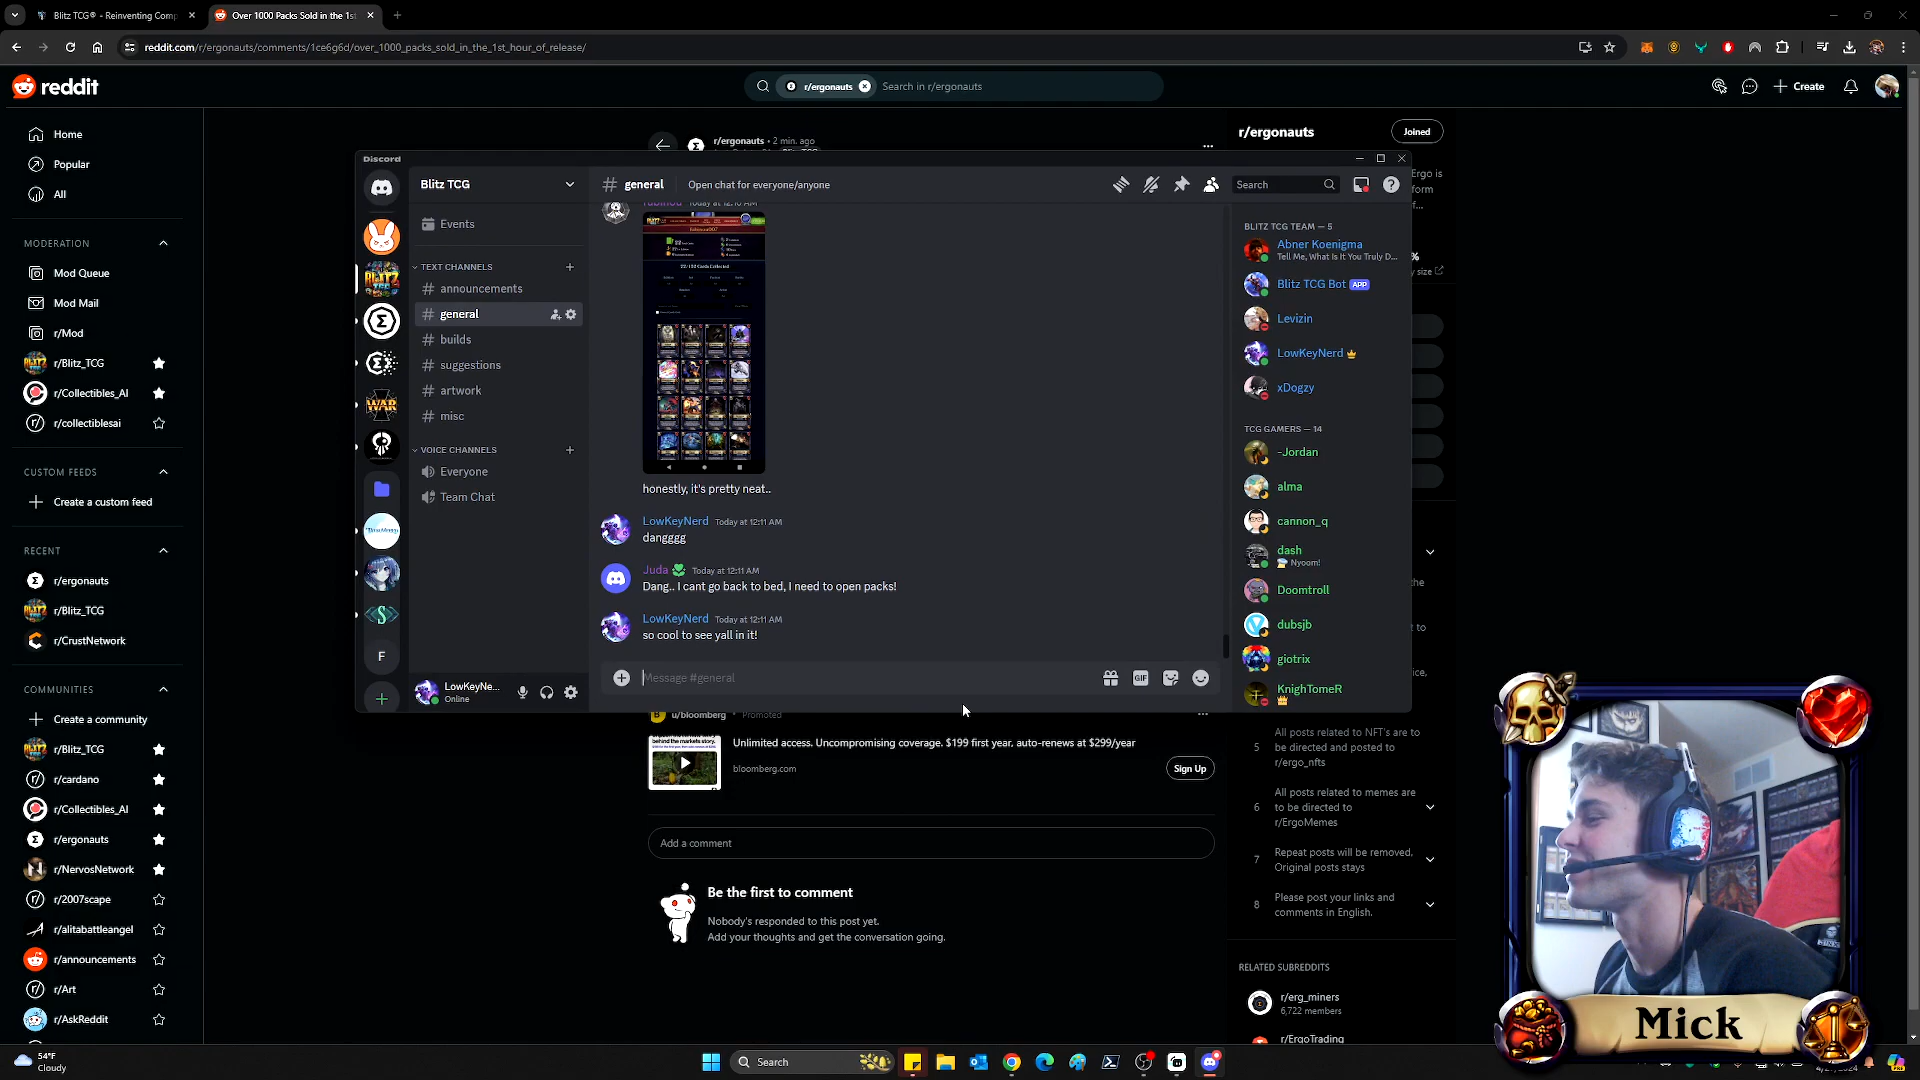 Blitz TCG® - Reinventing Comp
Over 1000 Packs Sold in the 1st
reddit.com/r/ergonauts/comments/1ce6g6d/over_1000_packs_sold_in_the_1st_hour_of_release/
reddit
r/ergonauts
Search in r/ergonauts
Create
Home
Popular
All
MODERATION
Mod Queue
Mod Mail
r/Mod
r/Blitz_TCG
r/Collectibles_AI
r/collectiblesai
CUSTOM FEEDS
Create a custom feed
RECENT
r/ergonauts
r/Blitz_TCG
r/CrustNetwork
COMMUNITIES
Create a community
r/Blitz_TCG
r/cardano
r/Collectibles_AI
r/ergonauts
r/NervosNetwork
r/2007scape
r/alitabattleangel
r/announcements
r/Art
r/AskReddit
r/ergonauts • 2 min. ago
r/ergonauts
Joined
Discord
BLITZ TCG
WAR
F
Blitz TCG
Events
TEXT CHANNELS
announcements
general
builds
suggestions
artwork
misc
VOICE CHANNELS
Everyone
Team Chat
LowKeyNe...
Online
general
Open chat for everyone/anyone
Search
Today at 12:10 AM
honestly, it's pretty neat..
LowKeyNerd Today at 12:11 AM
dangggg
Juda Today at 12:11 AM
Dang.. I cant go back to bed, I need to open packs!
LowKeyNerd Today at 12:11 AM
so cool to see yall in it!
Message #general
GIF
BLITZ TCG TEAM — 5
Abner Koenigma
Tell Me, What Is It You Truly D...
Blitz TCG Bot APP
Levizin
LowKeyNerd
xDogzy
TCG GAMERS — 14
-Jordan
alma
cannon_q
dash
Nyoom!
Doomtroll
dubsjb
giotrix
KnighTomeR
u/bloomberg • Promoted
behind the markets story.
Unlimited access. Uncompromising coverage. $199 first year, auto-renews at $299/year
bloomberg.com
Sign Up
Add a comment
Be the first to comment
Nobody's responded to this post yet.
Add your thoughts and get the conversation going.
5 All posts related to NFT's are to
be directed and posted to
r/ergo_nfts
6 All posts related to memes are
to be directed to
r/ErgoMemes
7 Repeat posts will be removed.
Original posts stays
8 Please post your links and
comments in English.
RELATED SUBREDDITS
r/erg_miners
6,722 members
r/ErgoTrading
Mick
54°F
Cloudy
Search